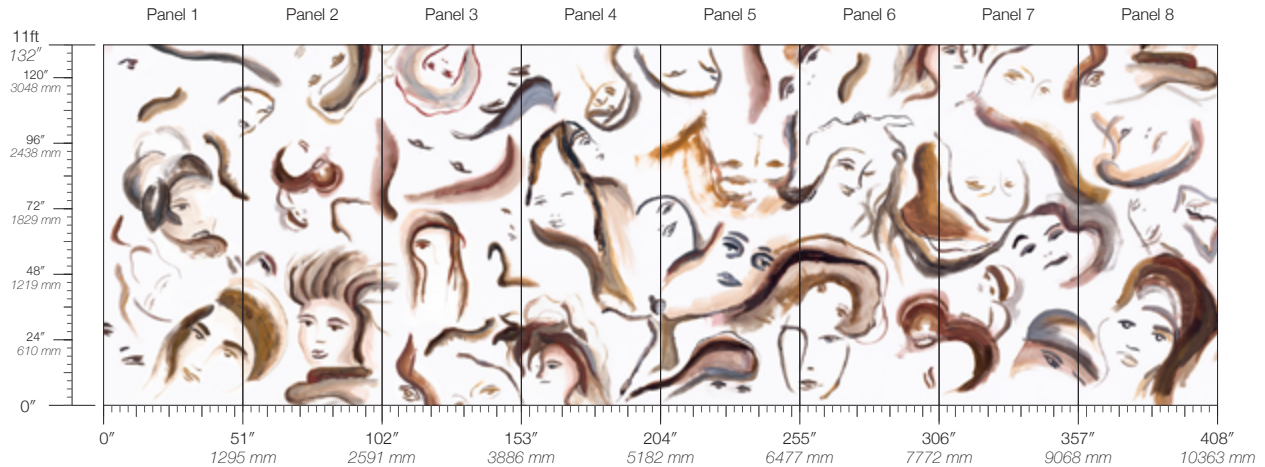 Panel 1 Panel 2 Panel 3 Panel 4 Panel 5 Panel 6 Panel 7 Panel 8
11ft
132″
120″
3048 mm
96″
2438 mm
72″
1829 mm
48″
1219 mm
24″
610 mm
0″
0″ 51″ 102″ 153″ 204″ 255″ 306″ 357″ 408″
1295 mm 2591 mm 3886 mm 5182 mm 6477 mm 7772 mm 9068 mm 10363 mm